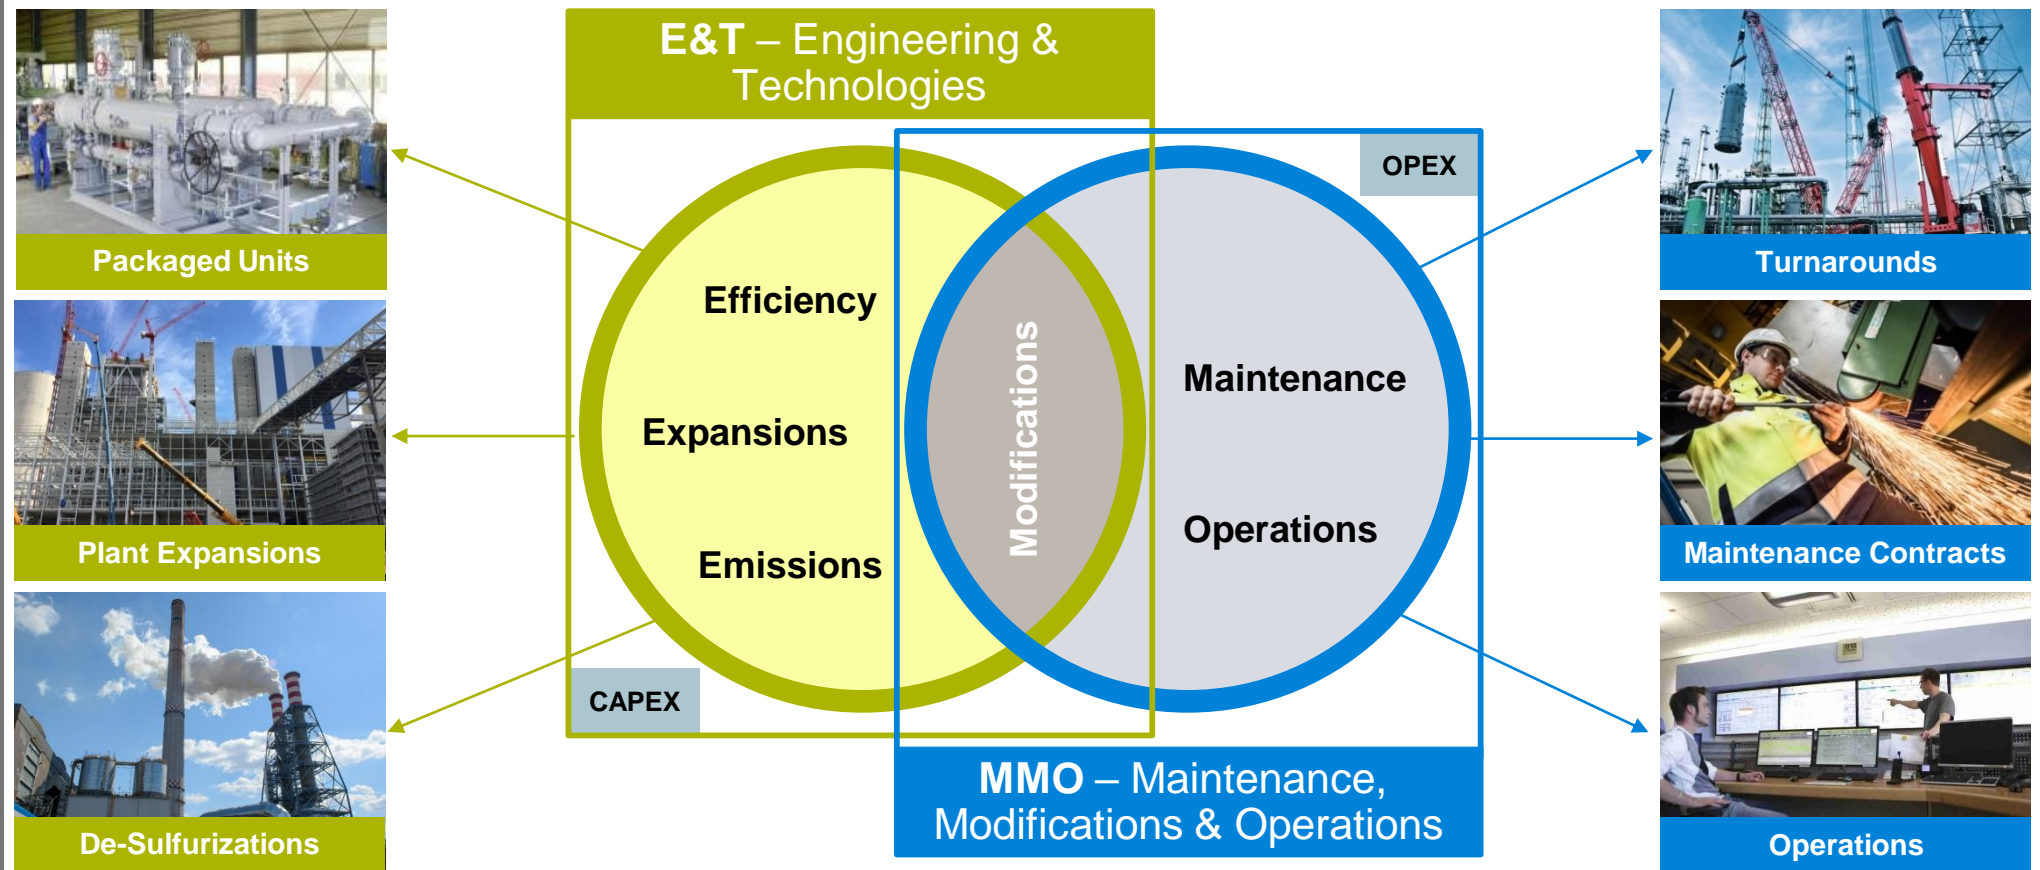 Packaged Units
Plant Expansions
De-Sulfurizations
E&T – Engineering &
Technologies
Efficiency
Expansions
Emissions
CAPEX
Modifications
OPEX
Maintenance
Operations
MMO – Maintenance,
Modifications & Operations
Turnarounds
Maintenance Contracts
Operations